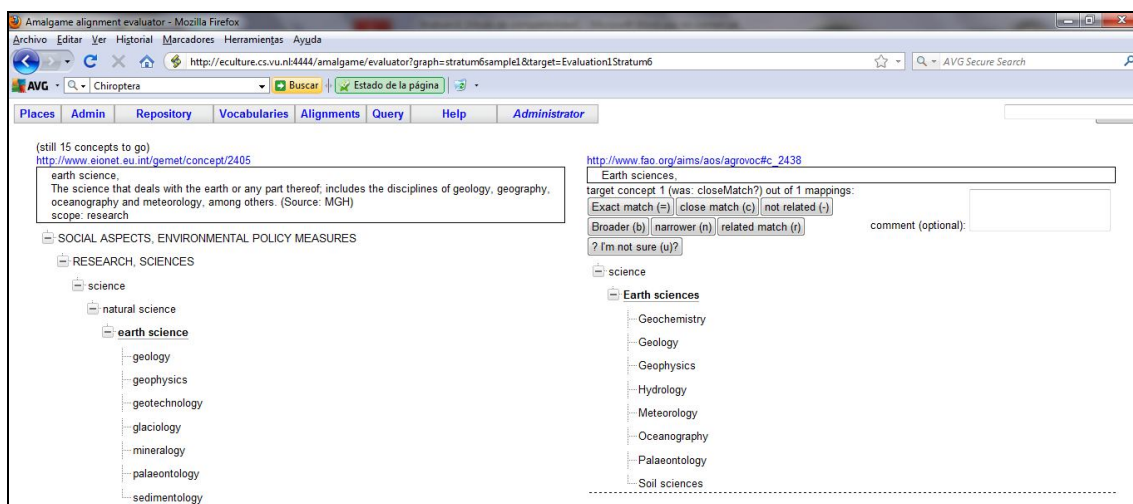 Amalgame alignment evaluator - Mozilla Firefox
Archivo Editar Ver Historial Marcadores Herramientas Ayuda
http://eculture.cs.vu.nl:4444/amalgame/evaluator?graph=stratum6sample1&target=Evaluation1Stratum6
AVG Secure Search
AVG Chiroptera Buscar Estado de la página
Places Admin Repository Vocabularies Alignments Query Help Administrator
(still 15 concepts to go)
http://www.eionet.eu.int/gemet/concept/2405
earth science,
The science that deals with the earth or any part thereof; includes the disciplines of geology, geography,
oceanography and meteorology, among others. (Source: MGH)
scope: research
SOCIAL ASPECTS, ENVIRONMENTAL POLICY MEASURES
RESEARCH, SCIENCES
science
natural science
earth science
geology
geophysics
geotechnology
glaciology
mineralogy
palaeontology
sedimentology
http://www.fao.org/aims/aos/agrovoc#c_2438
Earth sciences,
target concept 1 (was: closeMatch?) out of 1 mappings:
Exact match (=) close match (c) not related (-)
Broader (b) narrower (n) related match (r)
? I'm not sure (u)?
comment (optional):
science
Earth sciences
Geochemistry
Geology
Geophysics
Hydrology
Meteorology
Oceanography
Palaeontology
Soil sciences